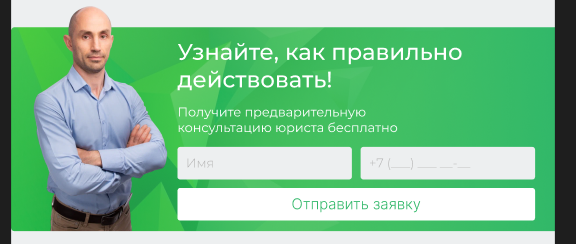 Узнайте, как правильно
действовать!
Получите предварительную
консультацию юриста бесплатно
Имя
+7 (___) ___ __-__
Отправить заявку